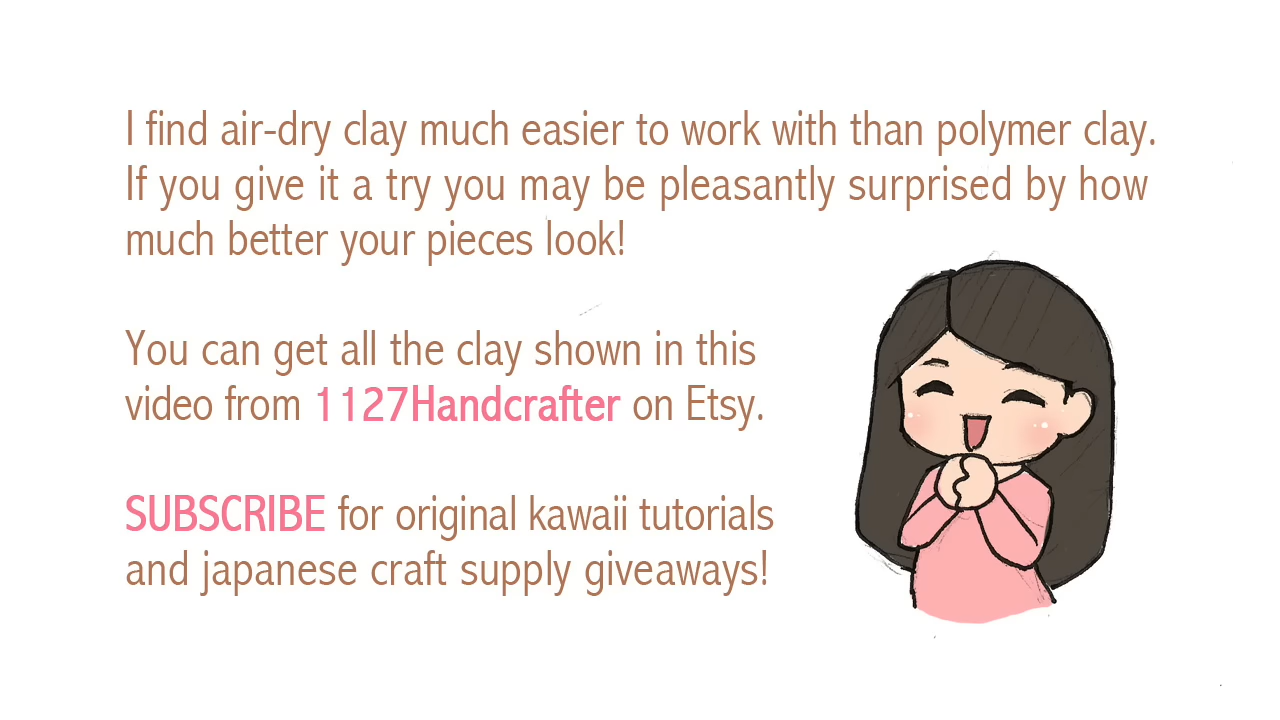 I find air-dry clay much easier to work with than polymer clay.
If you give it a try you may be pleasantly surprised by how
much better your pieces look!
You can get all the clay shown in this
video from 1127Handcrafter on Etsy.
SUBSCRIBE for original kawaii tutorials
and japanese craft supply giveaways!